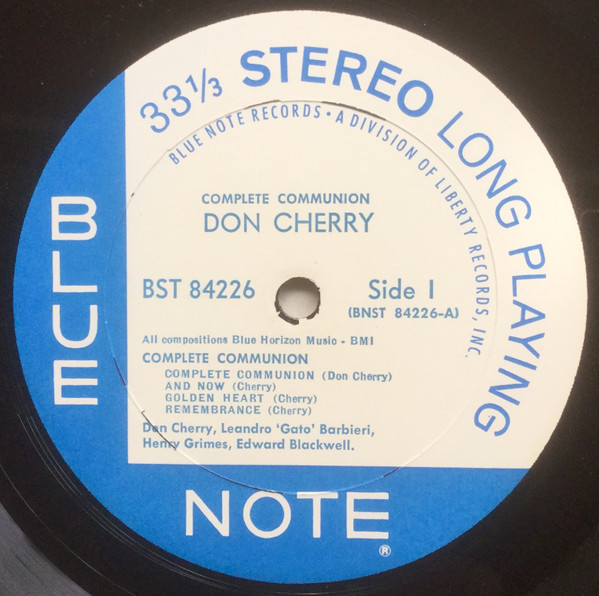 33⅓ STEREO LONG PLAYING
BLUE NOTE RECORDS • A DIVISION OF LIBERTY RECORDS, INC.
COMPLETE COMMUNION
DON CHERRY
BST 84226
Side 1
(BNST 84226-A)
All compositions Blue Horizon Music - BMI
COMPLETE COMMUNION
COMPLETE COMMUNION (Don Cherry)
AND NOW (Cherry)
GOLDEN HEART (Cherry)
REMEMBRANCE (Cherry)
Don Cherry, Leandro ‘Gato’ Barbieri,
Henry Grimes, Edward Blackwell.
BLUE
NOTE®